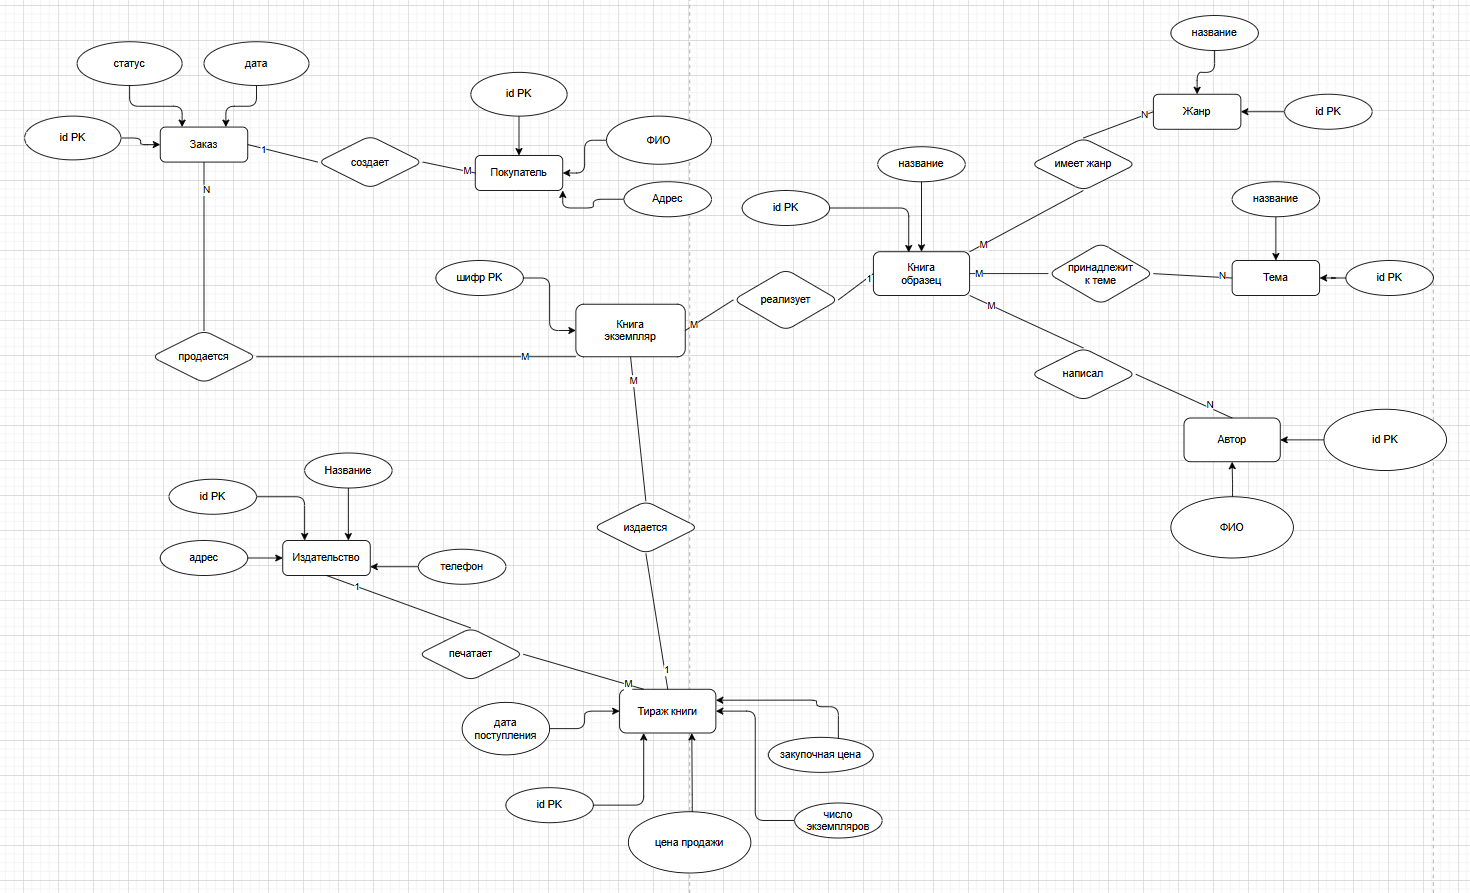 статус
дата
id PK
Заказ
1
создает
M
id PK
ФИО
Покупатель
Адрес
N
продается
M
шифр PK
Книга
экземпляр
M
реализует
1
id PK
название
Книга
образец
M
имеет жанр
N
название
Жанр
id PK
M
принадлежит
к теме
N
название
Тема
id PK
M
написал
N
Автор
id PK
ФИО
M
издается
1
id PK
Название
адрес
Издательство
телефон
1
печатает
M
Тираж книги
дата
поступления
закупочная цена
id PK
цена продажи
число
экземпляров